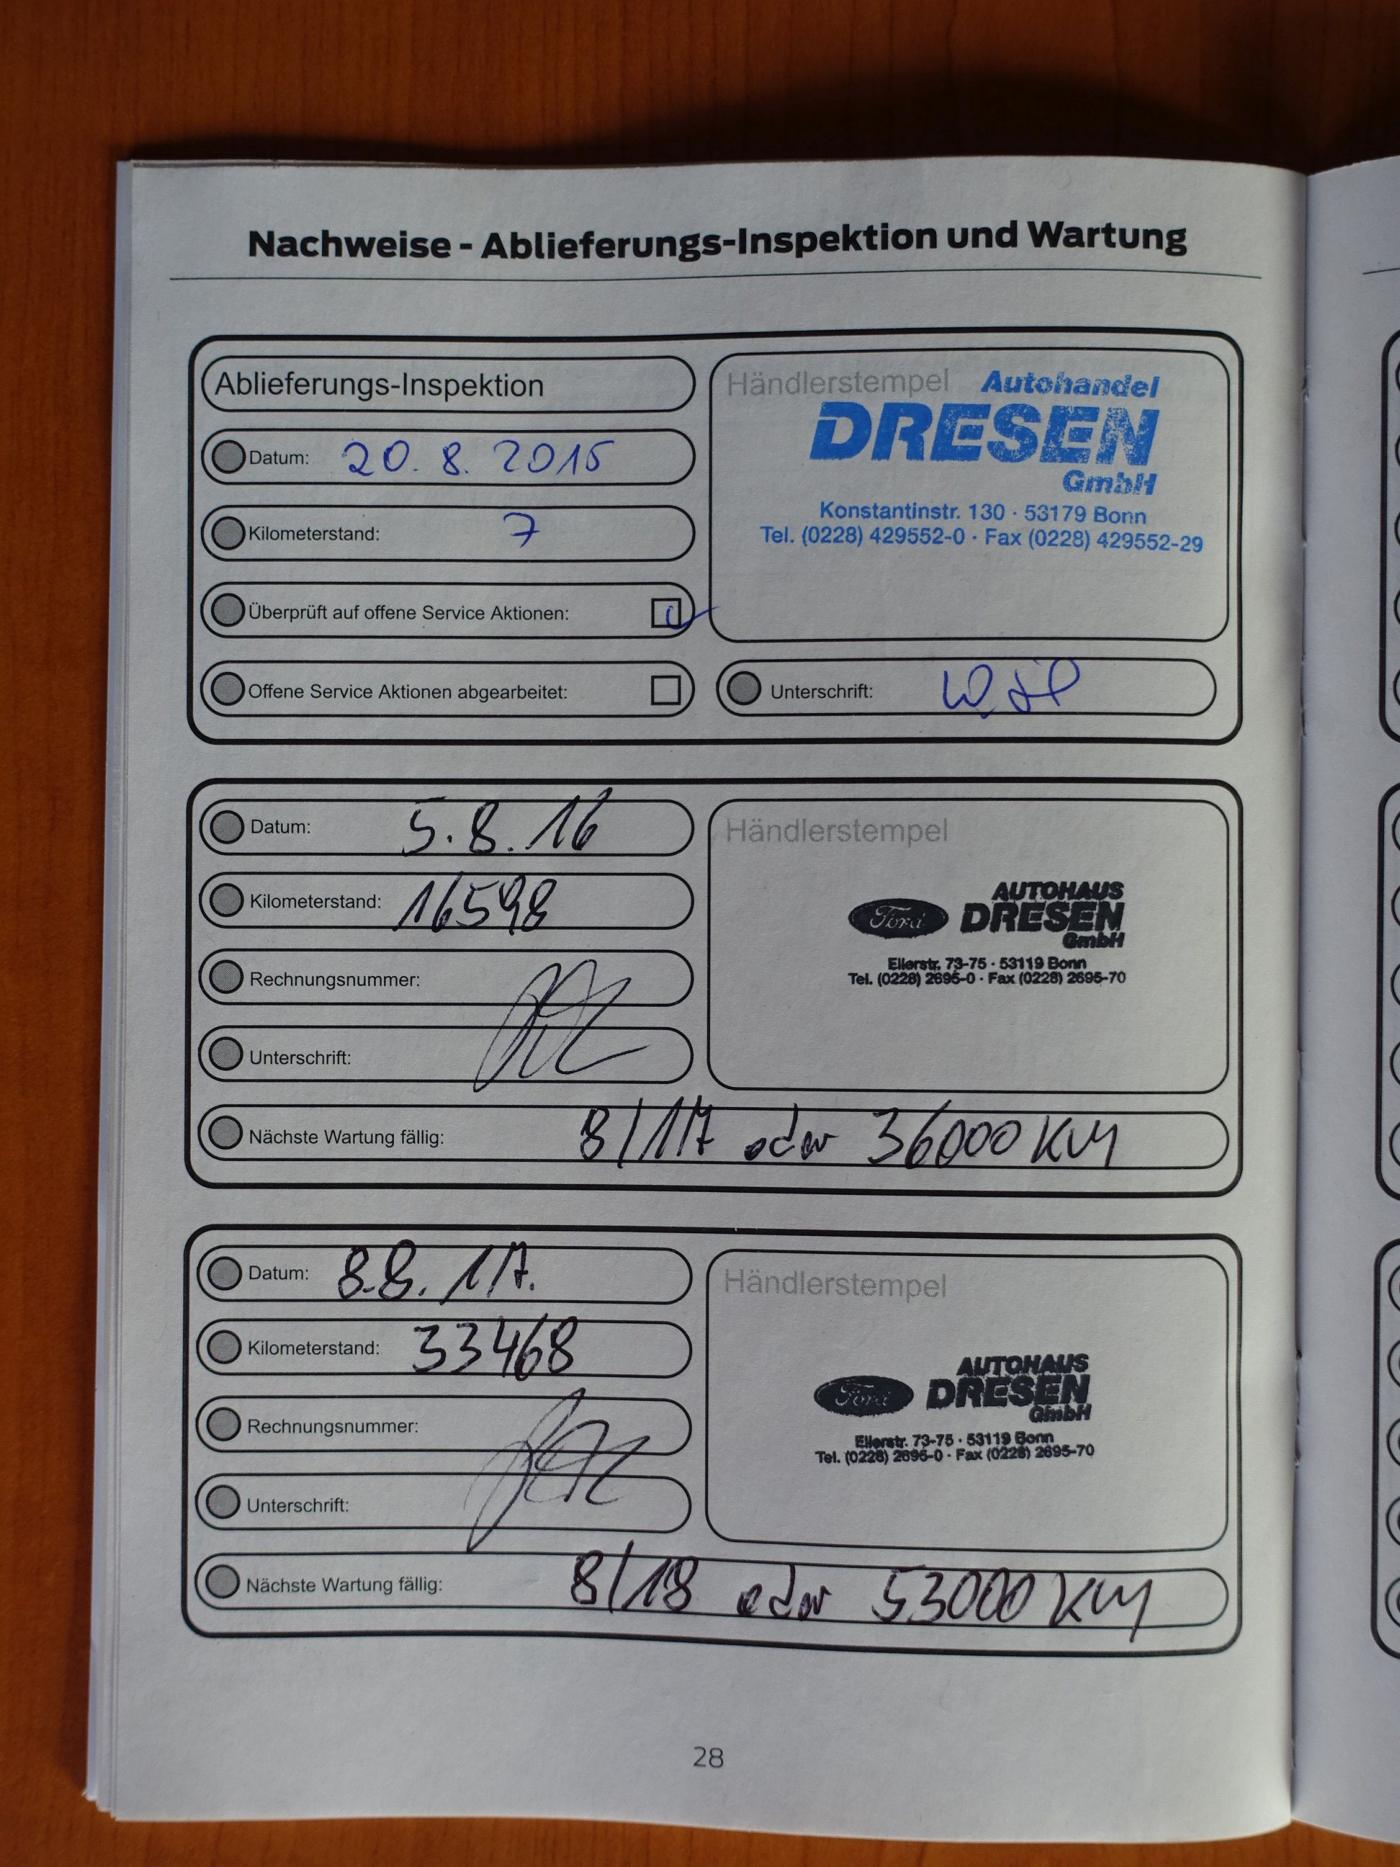 Nachweise - Ablieferungs-Inspektion und Wartung
Ablieferungs-Inspektion
Datum: 20. 8. 2015
Kilometerstand: 7
Überprüft auf offene Service Aktionen:
Offene Service Aktionen abgearbeitet:
Händlerstempel
Autohandel
DRESEN
GmbH
Konstantinstr. 130 · 53179 Bonn
Tel. (0228) 429552-0 · Fax (0228) 429552-29
Unterschrift:
Datum: 5.8.16
Kilometerstand: 16598
Rechnungsnummer:
Unterschrift:
Händlerstempel
Ford
AUTOHAUS
DRESEN
GmbH
Ellerstr. 73-75 · 53119 Bonn
Tel. (0228) 2695-0 · Fax (0228) 2695-70
Nächste Wartung fällig: 8/17 oder 36000 KM
Datum: 8.8.17.
Kilometerstand: 33468
Rechnungsnummer:
Unterschrift:
Händlerstempel
Ford
AUTOHAUS
DRESEN
GmbH
Ellerstr. 73-75 · 53119 Bonn
Tel. (0228) 2695-0 · Fax (0228) 2695-70
Nächste Wartung fällig: 8/18 oder 53000 KM
28